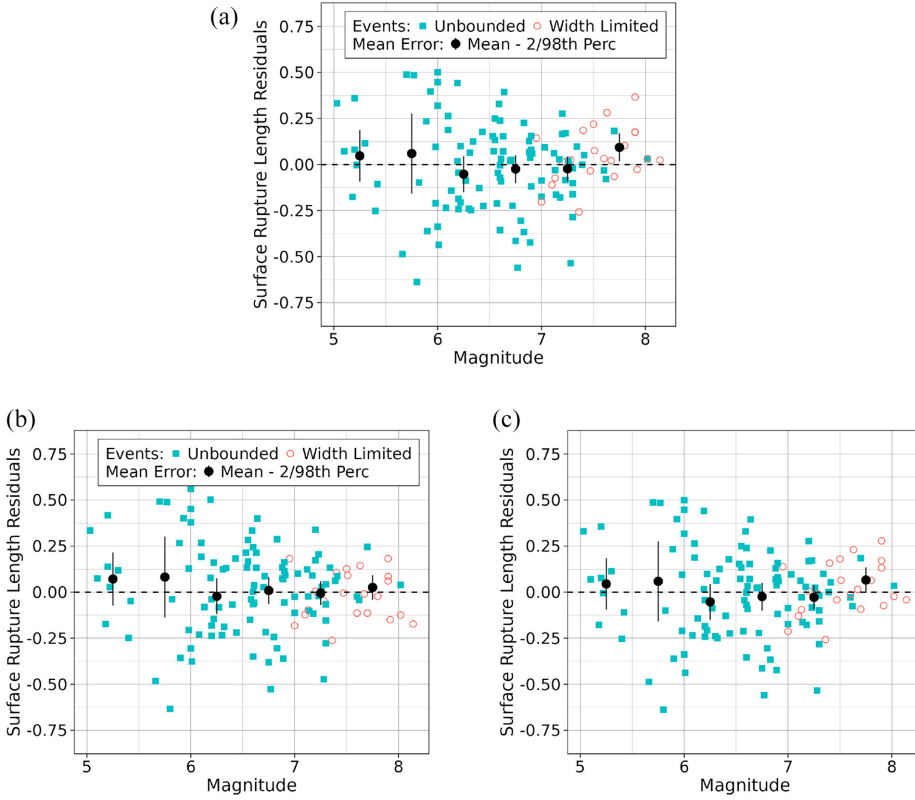 (a)
Events: Unbounded Width Limited
Mean Error: Mean - 2/98th Perc
Surface Rupture Length Residuals
0.75
0.50
0.25
0.00
-0.25
-0.50
-0.75
5 6 7 8
Magnitude
(b)
Events: Unbounded Width Limited
Mean Error: Mean - 2/98th Perc
Surface Rupture Length Residuals
0.75
0.50
0.25
0.00
-0.25
-0.50
-0.75
5 6 7 8
Magnitude
(c)
Surface Rupture Length Residuals
0.75
0.50
0.25
0.00
-0.25
-0.50
-0.75
5 6 7 8
Magnitude